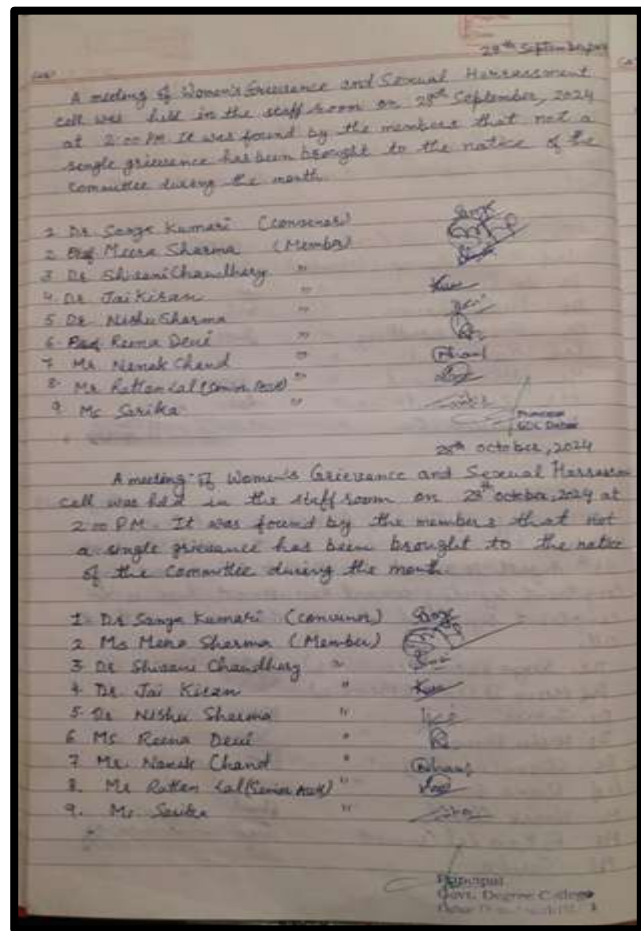 28th September, 2024
A meeting of Women's Grievance and Sexual Harrassment
cell was held in the staff room on 28th September, 2024
at 2:00 PM It was found by the members that not a
single grievance has been brought to the notice of the
Committee during the month.
1 Dr Sanga Kumari (Convener)
2 Prof Meera Sharma (Member)
3 Dr Shivani Chaudhary "
4. Dr Jai Kiran "
5 Dr. Nishu Sharma "
6. Prof Reena Devi "
7 Mr Nanak Chand "
8. Mr Rattan Lal (Senior Asst) "
9. Ms Sarika "
Principal
28th October, 2024
A meeting of Women's Grievance and Sexual Harrassm
cell was held in the staff room on 28th October, 2024 at
2:00 PM. It was found by the members that not
a single grievance has been brought to the notice
of the Committee during the month
1. Dr Sanga Kumari (Convenor)
2 Ms Meera Sharma (Member)
3 Dr Shivani Chaudhary "
4. Dr. Jai Kiran "
5. Dr Nishu Sharma "
6 Ms Reena Devi "
7 Mr. Nanak Chand "
8. Mr Rattan Lal (Senior Asst) "
9. Ms Sarika "
Principal
Govt. Degree College